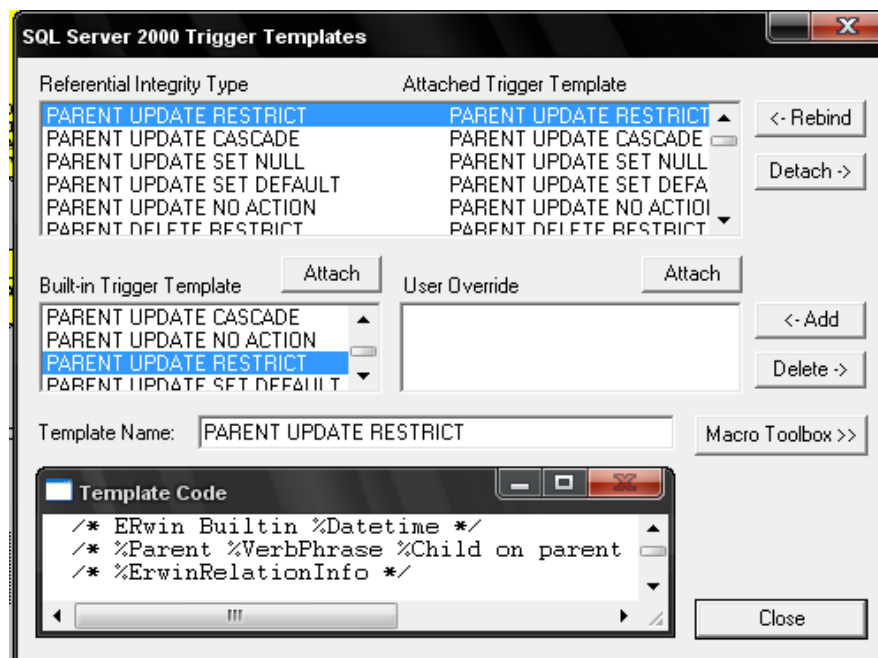 SQL Server 2000 Trigger Templates
Referential Integrity Type Attached Trigger Template
PARENT UPDATE RESTRICT PARENT UPDATE RESTRICT
PARENT UPDATE CASCADE PARENT UPDATE CASCADE
PARENT UPDATE SET NULL PARENT UPDATE SET NULL
PARENT UPDATE SET DEFAULT PARENT UPDATE SET DEFA
PARENT UPDATE NO ACTION PARENT UPDATE NO ACTIO
PARENT DELETE RESTRICT PARENT DELETE RESTRICT
<- Rebind
Detach ->
Built-in Trigger Template Attach User Override Attach
PARENT UPDATE CASCADE
PARENT UPDATE NO ACTION
PARENT UPDATE RESTRICT
PARENT UPDATE SET DEFAULT
<- Add
Delete ->
Template Name: PARENT UPDATE RESTRICT Macro Toolbox >>
Template Code
/* ERwin Builtin %Datetime */
/* %Parent %VerbPhrase %Child on parent
/* %ErwinRelationInfo */
Close